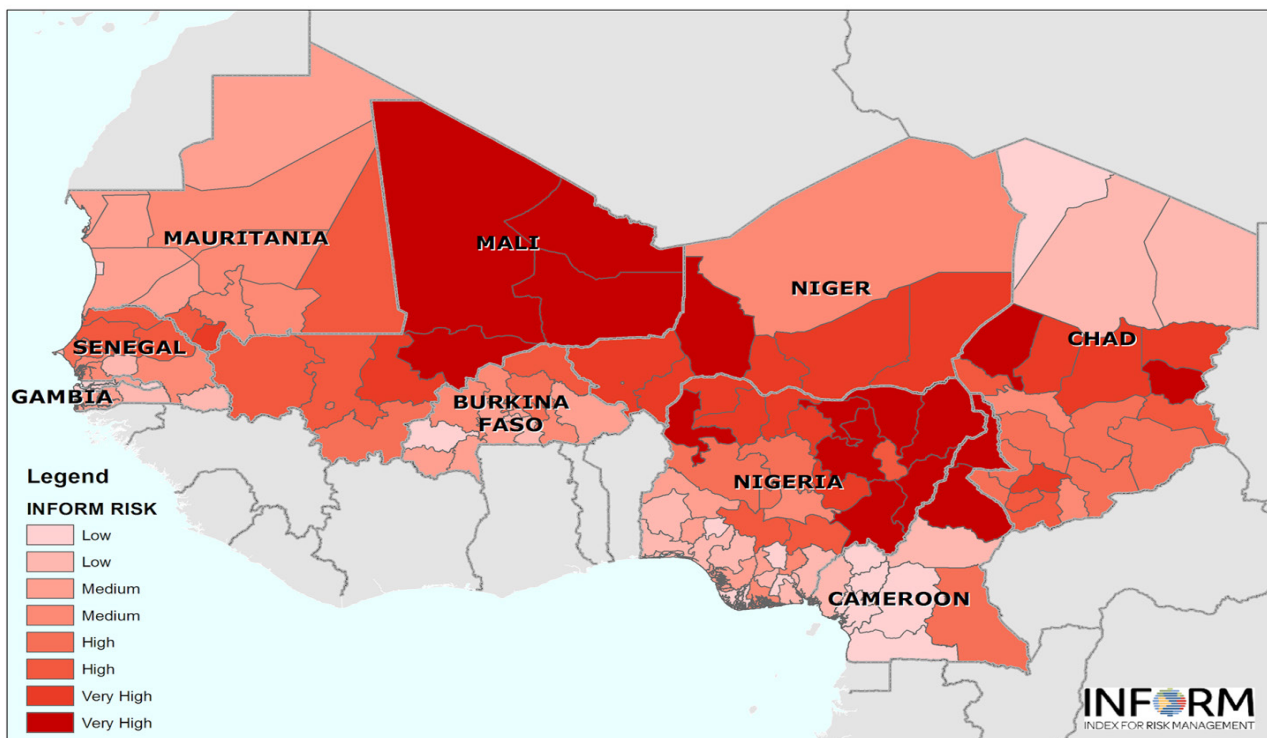 MAURITANIA
MALI
NIGER
CHAD
SENEGAL
GAMBIA
BURKINA
FASO
NIGERIA
CAMEROON
Legend
INFORM RISK
Low
Low
Medium
Medium
High
High
Very High
Very High
INFORM
INDEX FOR RISK MANAGEMENT